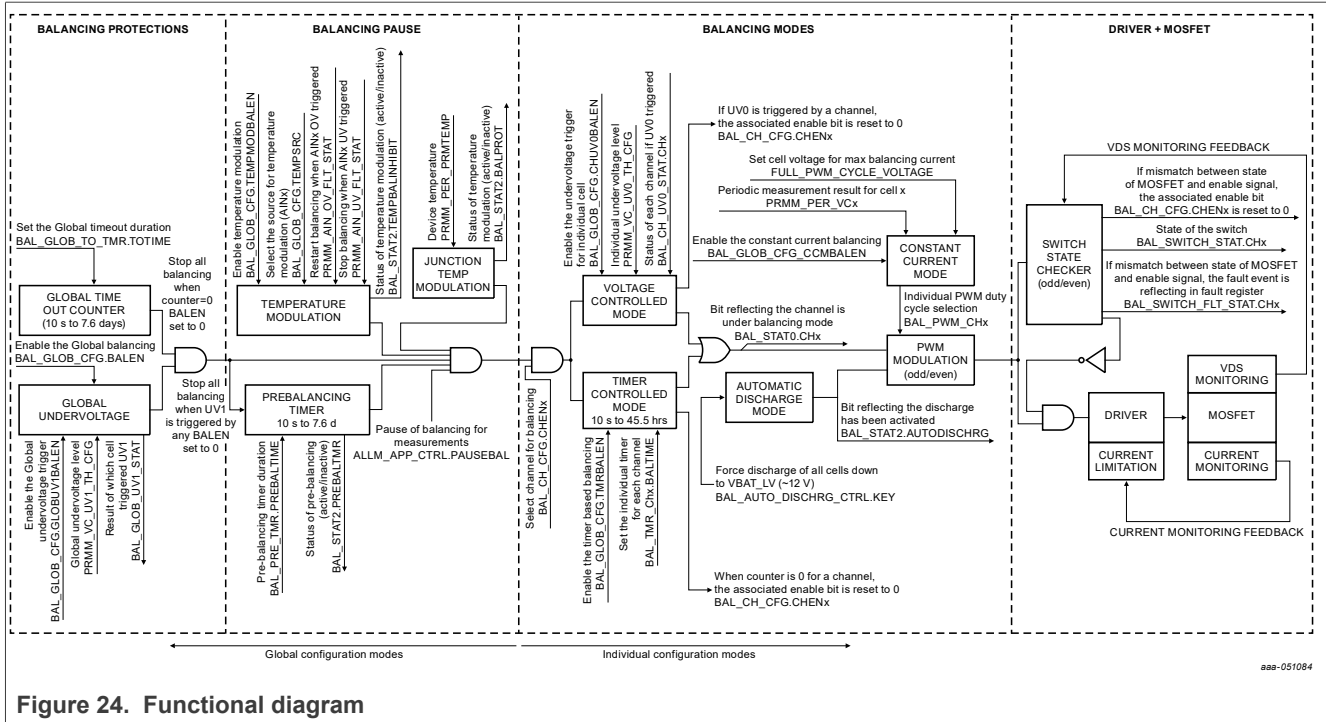 BALANCING PROTECTIONS
BALANCING PAUSE
BALANCING MODES
DRIVER + MOSFET
Set the Global timeout duration
BAL_GLOB_TO_TMR.TOTIME
GLOBAL TIME
OUT COUNTER
(10 s to 7.6 days)
Stop all
balancing
when
counter=0
BALEN
set to 0
Enable the Global balancing
BAL_GLOB_CFG.BALEN
GLOBAL
UNDERVOLTAGE
Stop all
balancing
when UV1
is triggered
by any BALEN
set to 0
Enable the Global
undervoltage trigger
BAL_GLOB_CFG.GLOBUV1BALEN
Global undervoltage level
PRMM_VC_UV1_TH_CFG
Result of which cell
triggered UV1
BAL_GLOB_UV1_STAT
Enable temperature modulation
BAL_GLOB_CFG.TEMPMODBALEN
Select the source for temperature
modulation (AINx)
BAL_GLOB_CFG.TEMPSRC
Restart balancing when AINx OV triggered
PRMM_AIN_OV_FLT_STAT
Stop balancing when AINx UV triggered
PRMM_AIN_UV_FLT_STAT
Status of temperature modulation (active/inactive)
BAL_STAT2.TEMPBALINHIBIT
TEMPERATURE
MODULATION
Device temperature
PRMM_PER_PRMTEMP
Status of temperature
modulation (active/inactive)
BAL_STAT2.BALPROT
JUNCTION TEMP
MODULATION
PREBALANCING
TIMER
10 s to 7.6 d
Pre-balancing timer duration
BAL_PRE_TMR.PREBALTIME
Status of pre-balancing
(active/inactive)
BAL_STAT2.PREBALTMR
Pause of balancing for
measurements
ALLM_APP_CTRL.PAUSEBAL
Select channel for balancing
BAL_CH_CFG.CHENx
Enable the undervoltage trigger
for individual cell
BAL_GLOB_CFG.CHUV0BALEN
Individual undervoltage level
PRMM_VC_UV0_TH_CFG
Status of each channel if UV0 triggered
BAL_CH_UV0_STAT.CHx
VOLTAGE
CONTROLLED
MODE
If UV0 is triggered by a channel,
the associated enable bit is reset to 0
BAL_CH_CFG.CHENx
Set cell voltage for max balancing current
FULL_PWM_CYCLE_VOLTAGE
Periodic measurement result for cell x
PRMM_PER_VCx
Enable the constant current balancing
BAL_GLOB_CFG_CCMBALEN
CONSTANT
CURRENT
MODE
Individual PWM duty
cycle selection
BAL_PWM_CHx
Bit reflecting the channel is
under balancing mode
BAL_STAT0.CHx
PWM
MODULATION
(odd/even)
TIMER
CONTROLLED
MODE
10 s to 45.5 hrs
AUTOMATIC
DISCHARGE
MODE
Bit reflecting the discharge
has been activated
BAL_STAT2.AUTODISCHRG
Force discharge of all cells down
to VBAT_LV (~12 V)
BAL_AUTO_DISCHRG_CTRL.KEY
Enable the timer based balancing
BAL_GLOB_CFG.TMRBALEN
Set the individual timer
for each channel
BAL_TMR_Chx.BALTIME
When counter is 0 for a channel,
the associated enable bit is reset to 0
BAL_CH_CFG.CHENx
VDS MONITORING FEEDBACK
SWITCH
STATE
CHECKER
(odd/even)
If mismatch between state
of MOSFET and enable signal,
the associated enable bit
BAL_CH_CFG.CHENx is reset to 0
State of the switch
BAL_SWITCH_STAT.CHx
If mismatch between state of MOSFET
and enable signal, the fault event is
reflecting in fault register
BAL_SWITCH_FLT_STAT.CHx
DRIVER
CURRENT
LIMITATION
VDS
MONITORING
MOSFET
CURRENT
MONITORING
CURRENT MONITORING FEEDBACK
Global configuration modes
Individual configuration modes
aaa-051084
Figure 24. Functional diagram